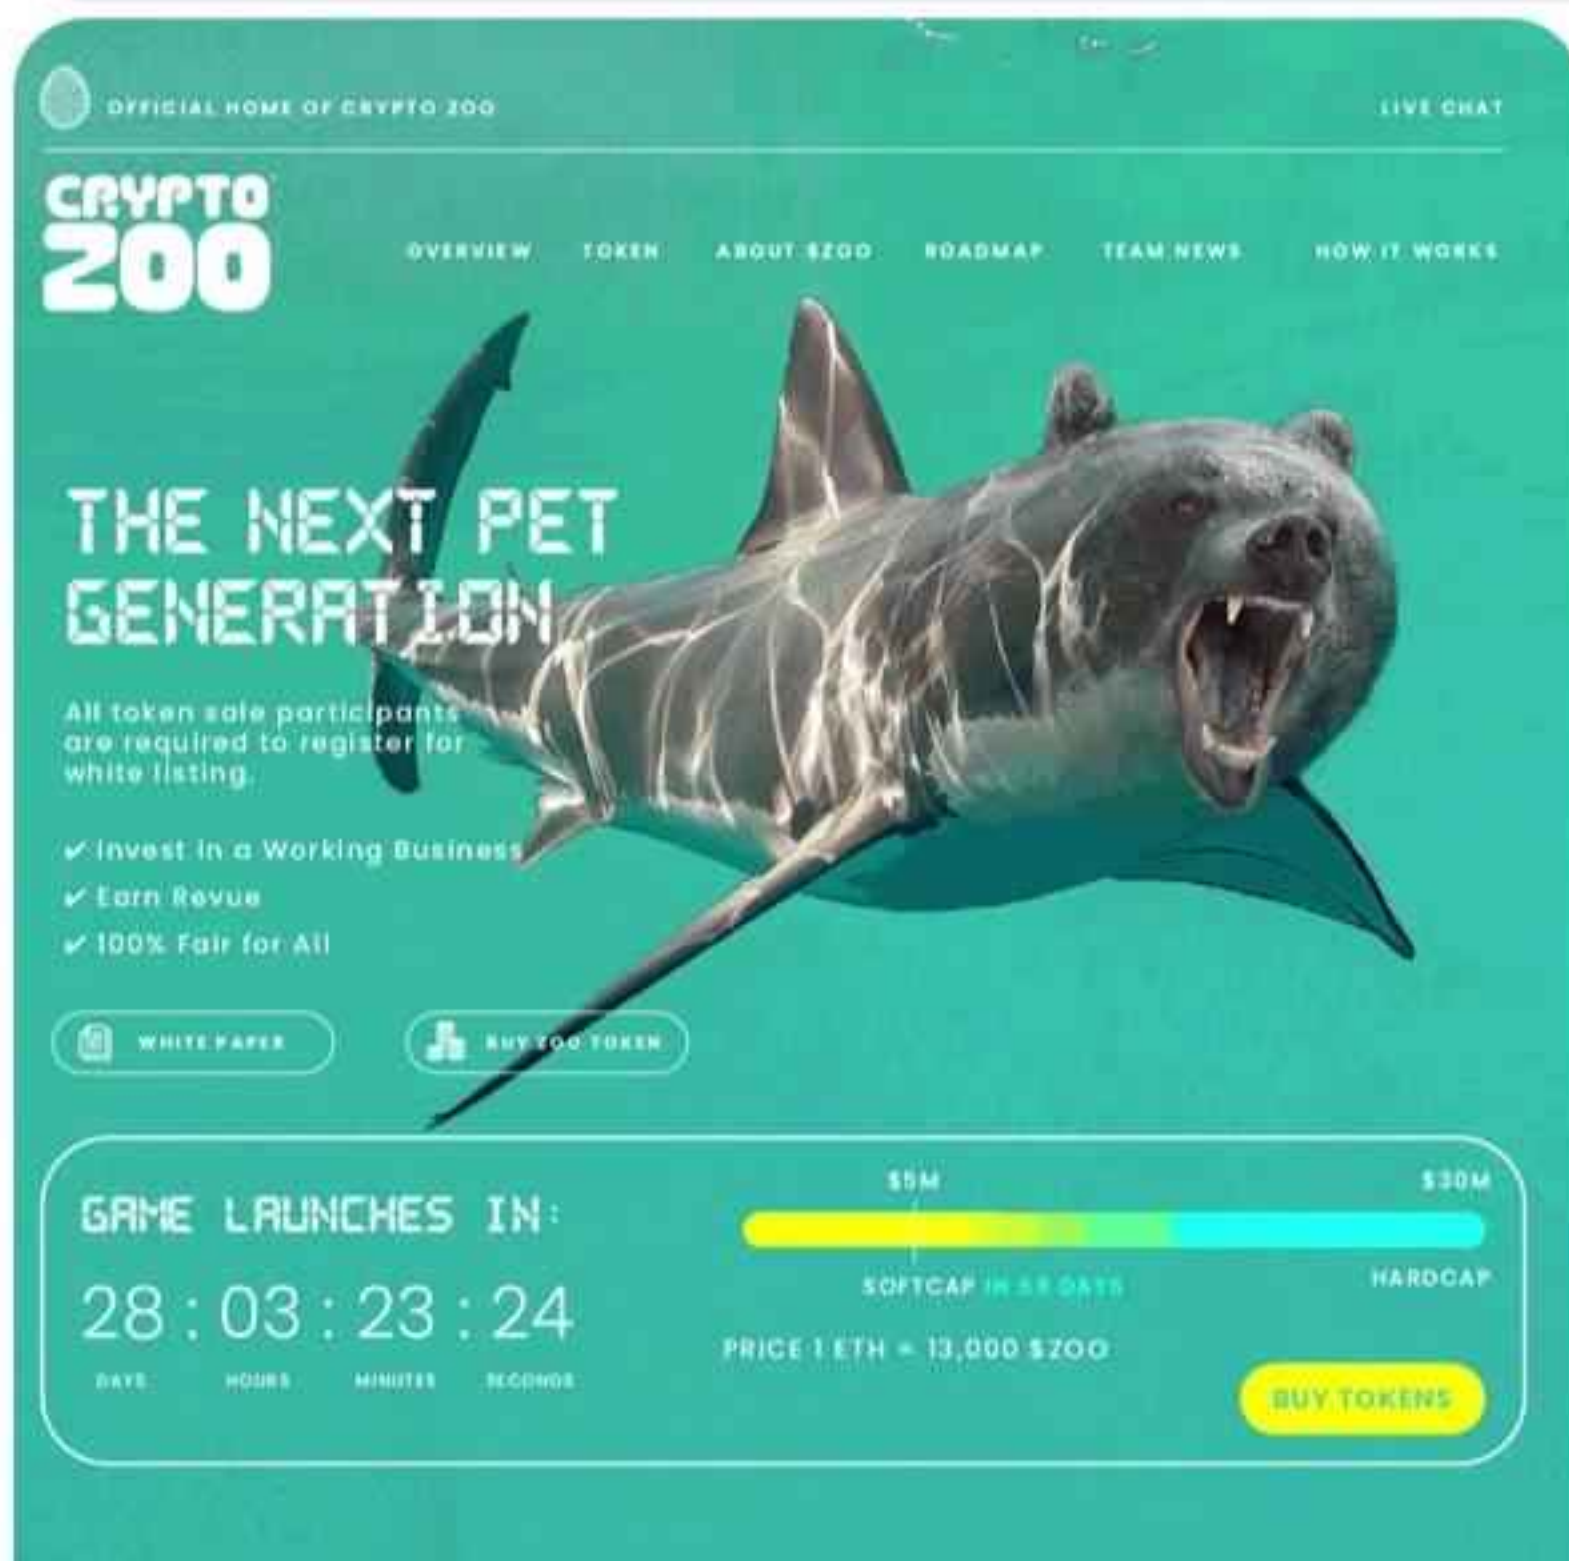 OFFICIAL HOME OF CRYPTO ZOO
LIVE CHAT
CRYPTO
ZOO
OVERVIEW
TOKEN
ABOUT $ZOO
ROADMAP
TEAM NEWS
HOW IT WORKS
THE NEXT PET
GENERATION
All token sale participants
are required to register for
white listing.
✔ Invest in a Working Business
✔ Earn Revue
✔ 100% Fair for All
WHITE PAPER
BUY ZOO TOKEN
GAME LAUNCHES IN:
28 : 03 : 23 : 24
DAYS HOURS MINUTES SECONDS
$5M
$30M
SOFTCAP IN DAYS
HARDCAP
PRICE 1 ETH = 13,000 $ZOO
BUY TOKENS